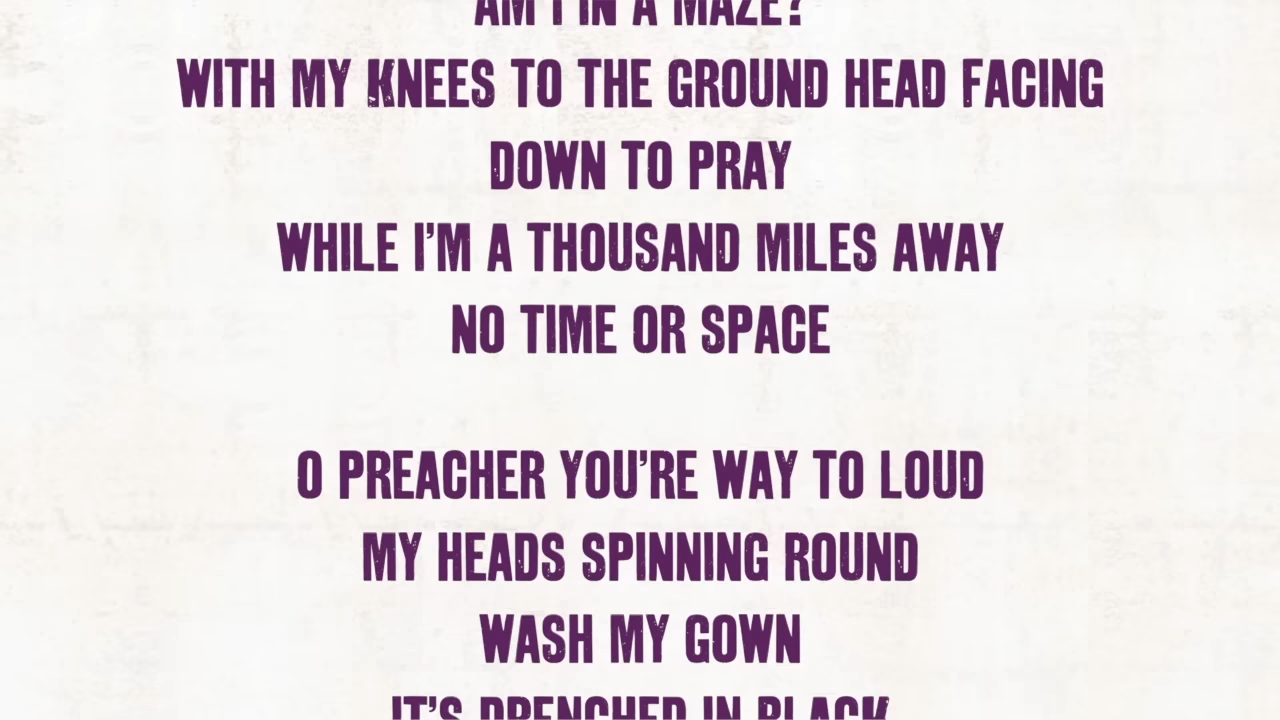 AM I IN A MAZE?
WITH MY KNEES TO THE GROUND HEAD FACING
DOWN TO PRAY
WHILE I'M A THOUSAND MILES AWAY
NO TIME OR SPACE
O PREACHER YOU'RE WAY TO LOUD
MY HEADS SPINNING ROUND
WASH MY GOWN
IT'S DRENCHED IN BLACK